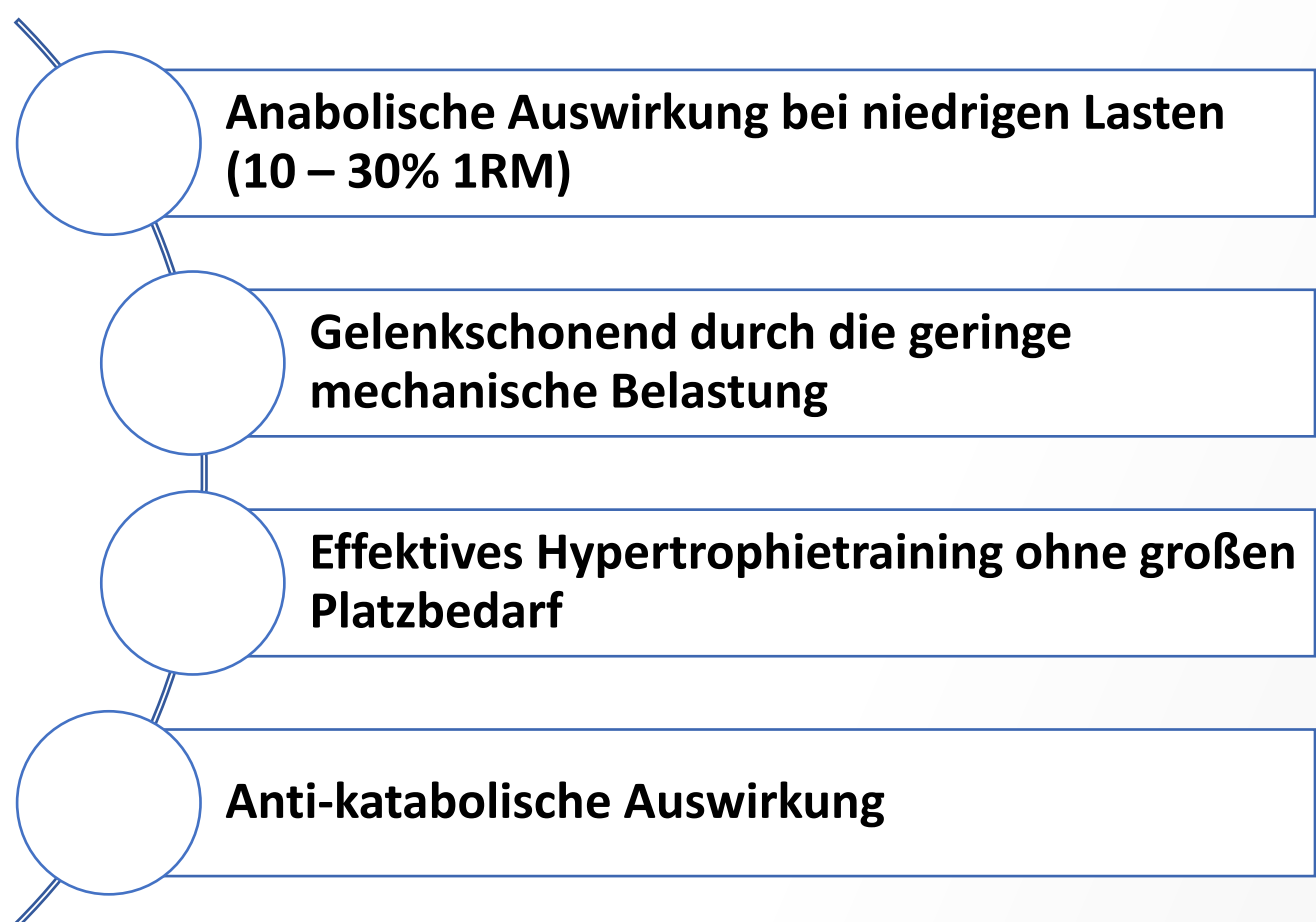 Anabolische Auswirkung bei niedrigen Lasten
(10 – 30% 1RM)
Gelenkschonend durch die geringe
mechanische Belastung
Effektives Hypertrophietraining ohne großen
Platzbedarf
Anti-katabolische Auswirkung